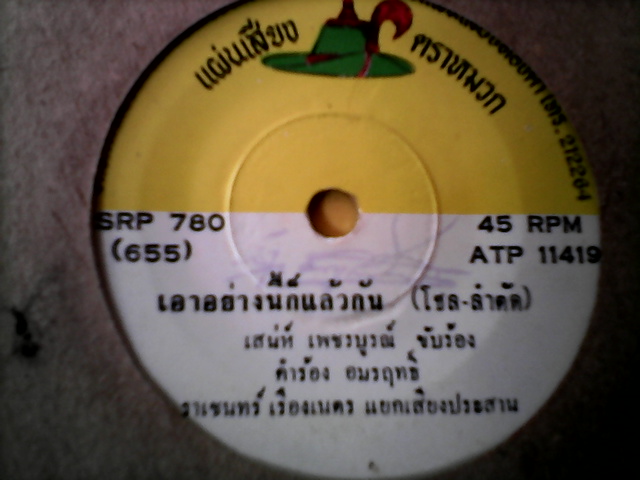 แผ่นเสียง ตราหมวก
โทร. 212264
SRP 780
(655)
45 RPM
ATP 11419
เอาอย่างนี้ก็แล้วกัน (โซล-ลำตัด)
เสน่ห์ เพชรบูรณ์ ขับร้อง
คำร้อง อมรฤทธิ์
ราเชนทร์ เรืองเนตร แยกเสียงประสาน